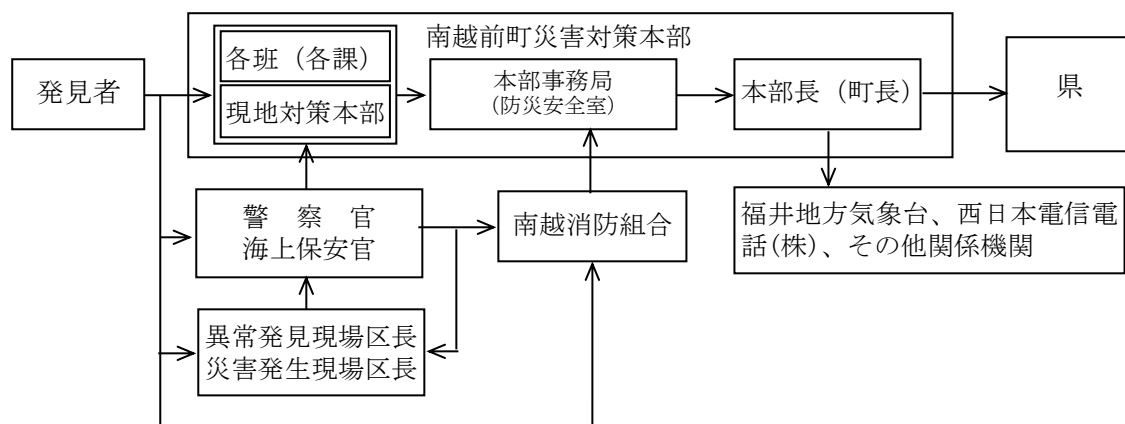 南越前町災害対策本部
発見者
各班（各課）
現地対策本部
本部事務局
（防災安全室）
本部長（町長）
県
警　察　官
海上保安官
南越消防組合
福井地方気象台、西日本電信電
話(株)、その他関係機関
異常発見現場区長
災害発生現場区長